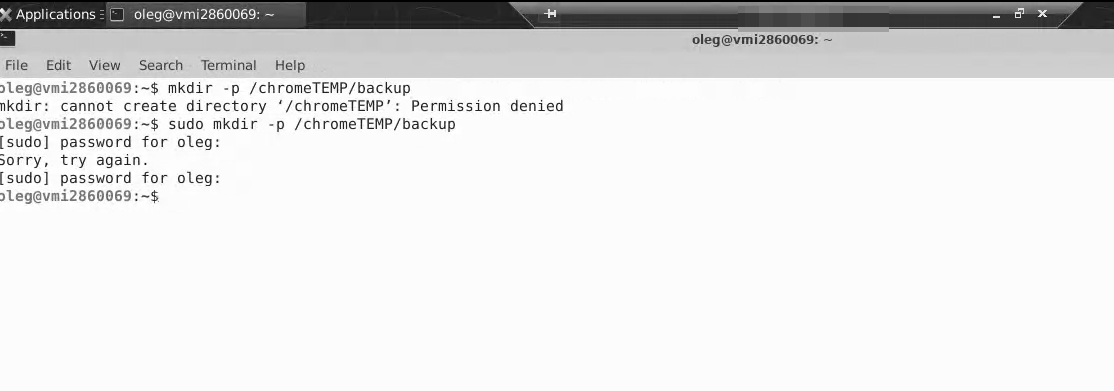 Applications
oleg@vmi2860069: ~
oleg@vmi2860069: ~
File Edit View Search Terminal Help
oleg@vmi2860069:~$ mkdir -p /chromeTEMP/backup
mkdir: cannot create directory ‘/chromeTEMP’: Permission denied
oleg@vmi2860069:~$ sudo mkdir -p /chromeTEMP/backup
[sudo] password for oleg:
Sorry, try again.
[sudo] password for oleg:
oleg@vmi2860069:~$